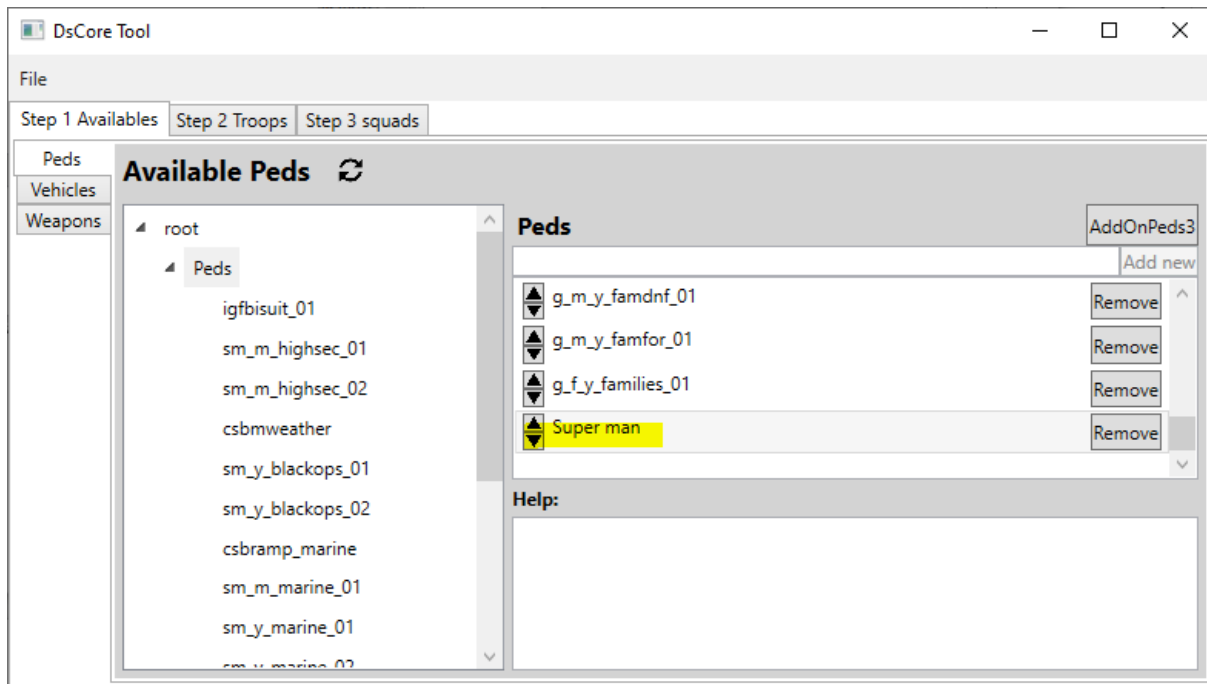 DsCore Tool
File
Step 1 Availables Step 2 Troops Step 3 squads
Peds
Vehicles
Weapons
Available Peds
root
Peds
igfbisuit_01
sm_m_highsec_01
sm_m_highsec_02
csbmweather
sm_y_blackops_01
sm_y_blackops_02
csbramp_marine
sm_m_marine_01
sm_y_marine_01
sm_y_marine_02
Peds AddOnPeds3
Add new
g_m_y_famdnf_01 Remove
g_m_y_famfor_01 Remove
g_f_y_families_01 Remove
Super man Remove
Help: